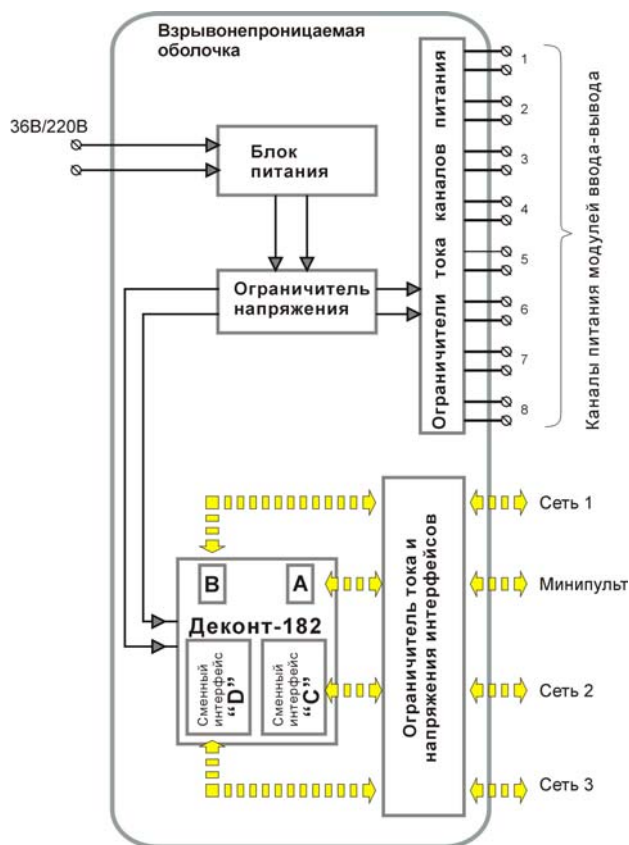 Взрывонепроницаемая
оболочка
36В/220В
Блок
питания
Ограничитель
напряжения
Ограничители тока каналов питания
1
2
3
4
5
6
7
8
Каналы питания модулей ввода-вывода
B
A
Деконт-182
Сменный
интерфейс
“D”
Сменный
интерфейс
“C”
Ограничитель тока и
напряжения интерфейсов
Сеть 1
Минипульт
Сеть 2
Сеть 3